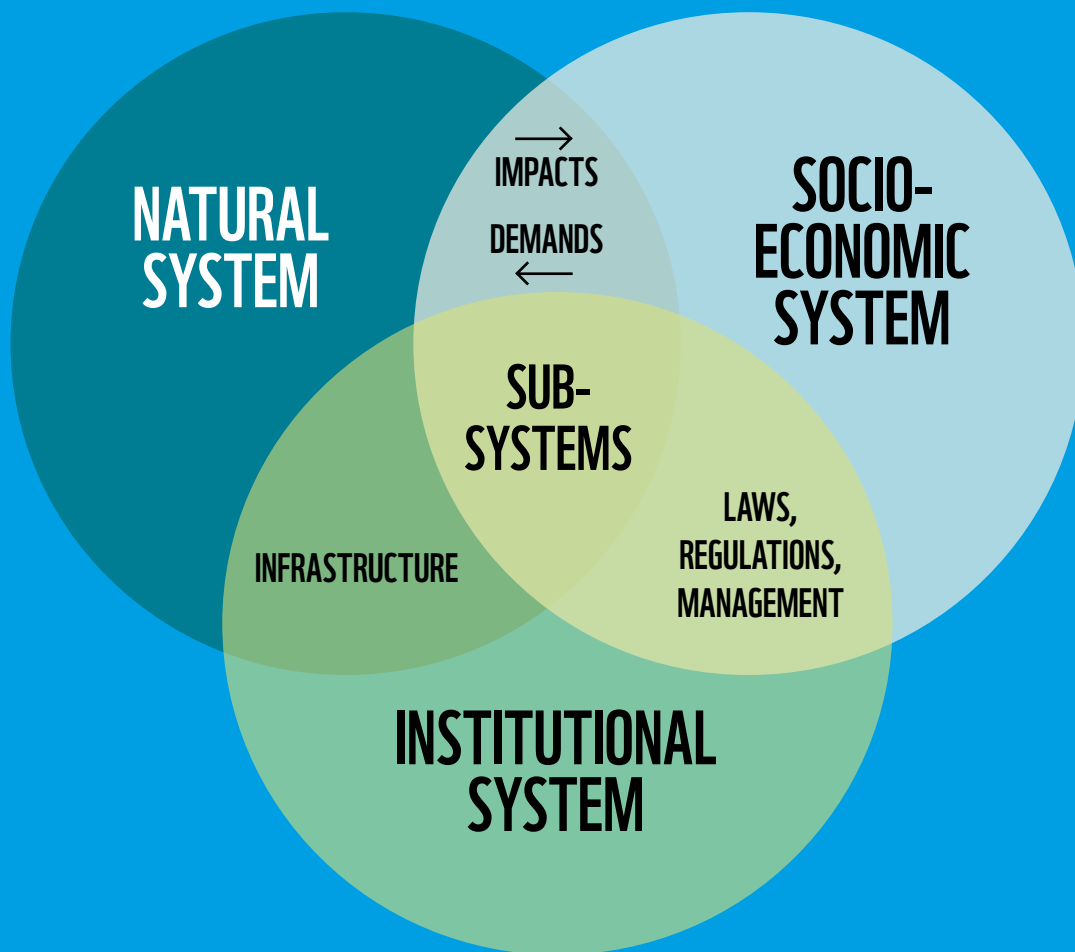 NATURAL
SYSTEM
IMPACTS
DEMANDS
SOCIO-
ECONOMIC
SYSTEM
SUB-
SYSTEMS
INFRASTRUCTURE
LAWS,
REGULATIONS,
MANAGEMENT
INSTITUTIONAL
SYSTEM